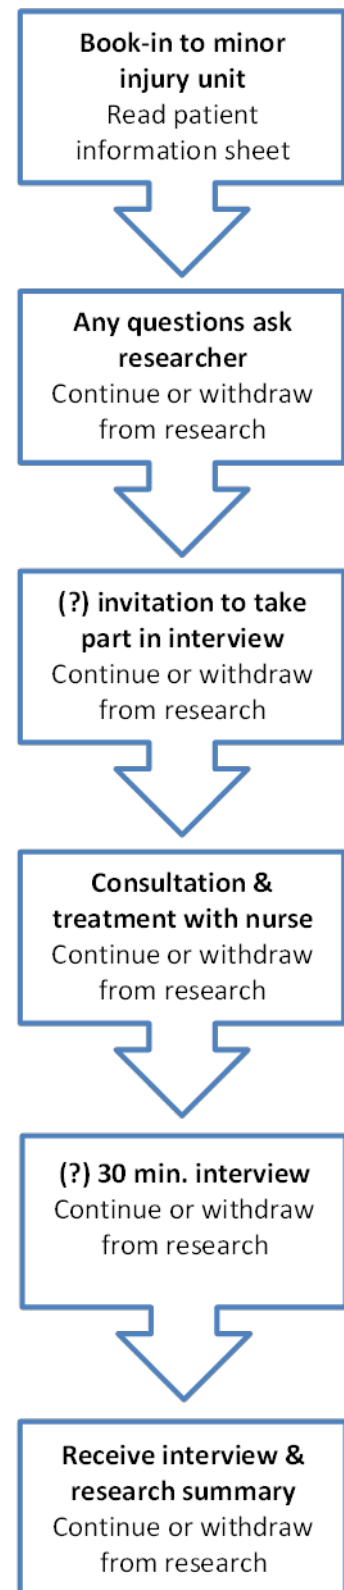 Book-in to minor
injury unit
Read patient
information sheet
Any questions ask
researcher
Continue or withdraw
from research
(?) invitation to take
part in interview
Continue or withdraw
from research
Consultation &
treatment with nurse
Continue or withdraw
from research
(?) 30 min. interview
Continue or withdraw
from research
Receive interview &
research summary
Continue or withdraw
from research